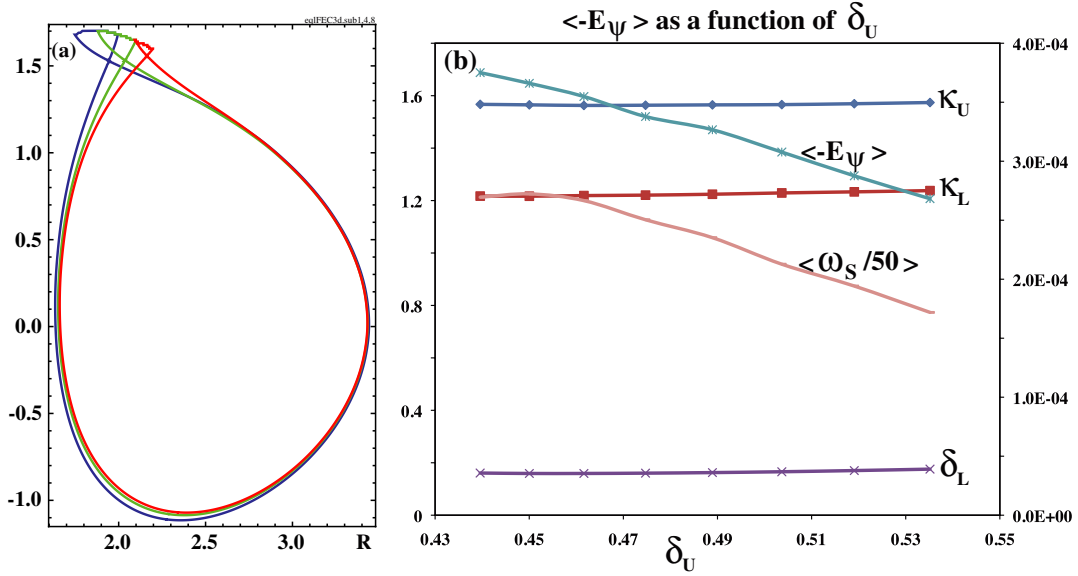 eqlFEC3d.sub1,4,8
(a)
1.5
1.0
0.5
0.0
-0.5
-1.0
2.0 2.5 3.0 R
<-Eψ> as a function of δU
(b)
1.6
1.2
0.8
0.4
0
4.0E-04
3.0E-04
2.0E-04
1.0E-04
0.0E+00
κU
<-Eψ>
κL
<ωS/50>
δL
0.43 0.45 0.47 0.49 0.51 0.53 0.55
δU